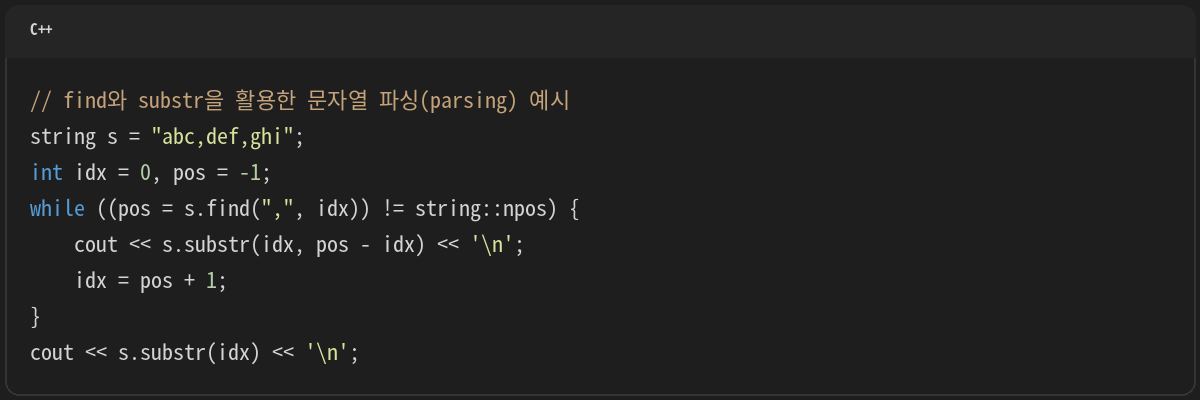 C++
// find와 substr을 활용한 문자열 파싱(parsing) 예시
string s = "abc,def,ghi";
int idx = 0, pos = -1;
while ((pos = s.find(",", idx)) != string::npos) {
    cout << s.substr(idx, pos - idx) << '\n';
    idx = pos + 1;
}
cout << s.substr(idx) << '\n';